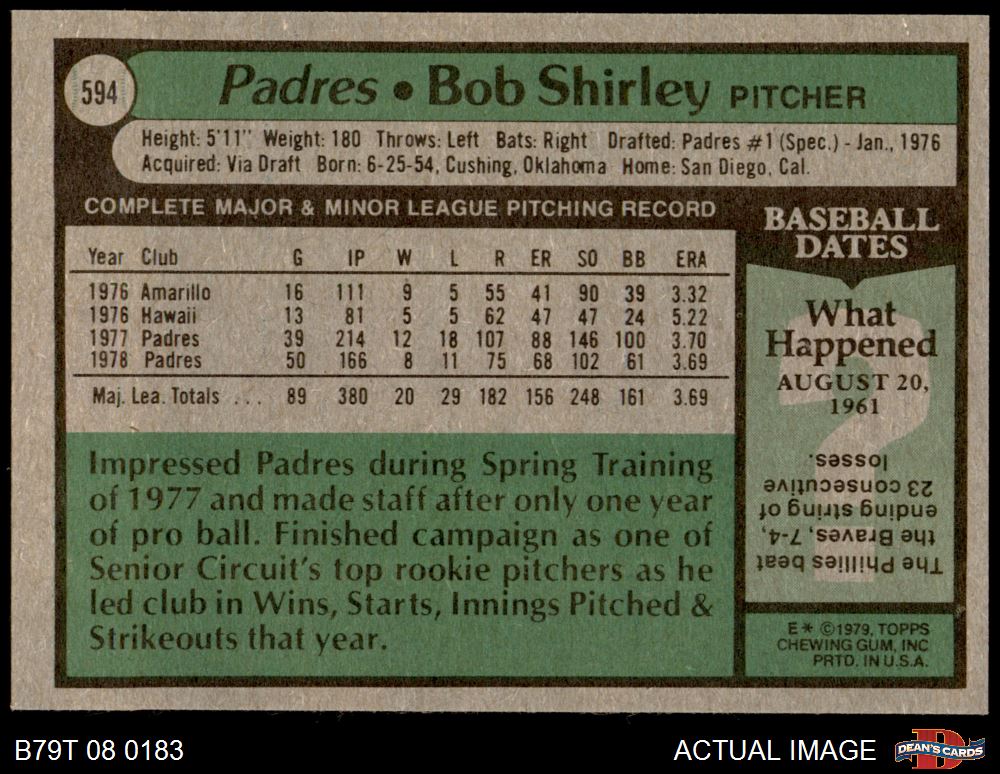 594
Padres • Bob Shirley PITCHER
Height: 5'11" Weight: 180 Throws: Left Bats: Right Drafted: Padres #1 (Spec.) - Jan., 1976
Acquired: Via Draft Born: 6-25-54, Cushing, Oklahoma Home: San Diego, Cal.
COMPLETE MAJOR & MINOR LEAGUE PITCHING RECORD
Year Club G IP W L R ER SO BB ERA
1976 Amarillo 16 111 9 5 55 41 90 39 3.32
1976 Hawaii 13 81 5 5 62 47 47 24 5.22
1977 Padres 39 214 12 18 107 88 146 100 3.70
1978 Padres 50 166 8 11 75 68 102 61 3.69
Maj. Lea. Totals ... 89 380 20 29 182 156 248 161 3.69
Impressed Padres during Spring Training
of 1977 and made staff after only one year
of pro ball. Finished campaign as one of
Senior Circuit's top rookie pitchers as he
led club in Wins, Starts, Innings Pitched &
Strikeouts that year.
BASEBALL
DATES
What
Happened
AUGUST 20,
1961
The Phillies beat
the Braves, 7-4,
ending string of
23 consecutive
losses.
E * ©1979, TOPPS
CHEWING GUM, INC
PRTD. IN U.S.A.
B79T 08 0183
ACTUAL IMAGE
DEAN'S CARDS